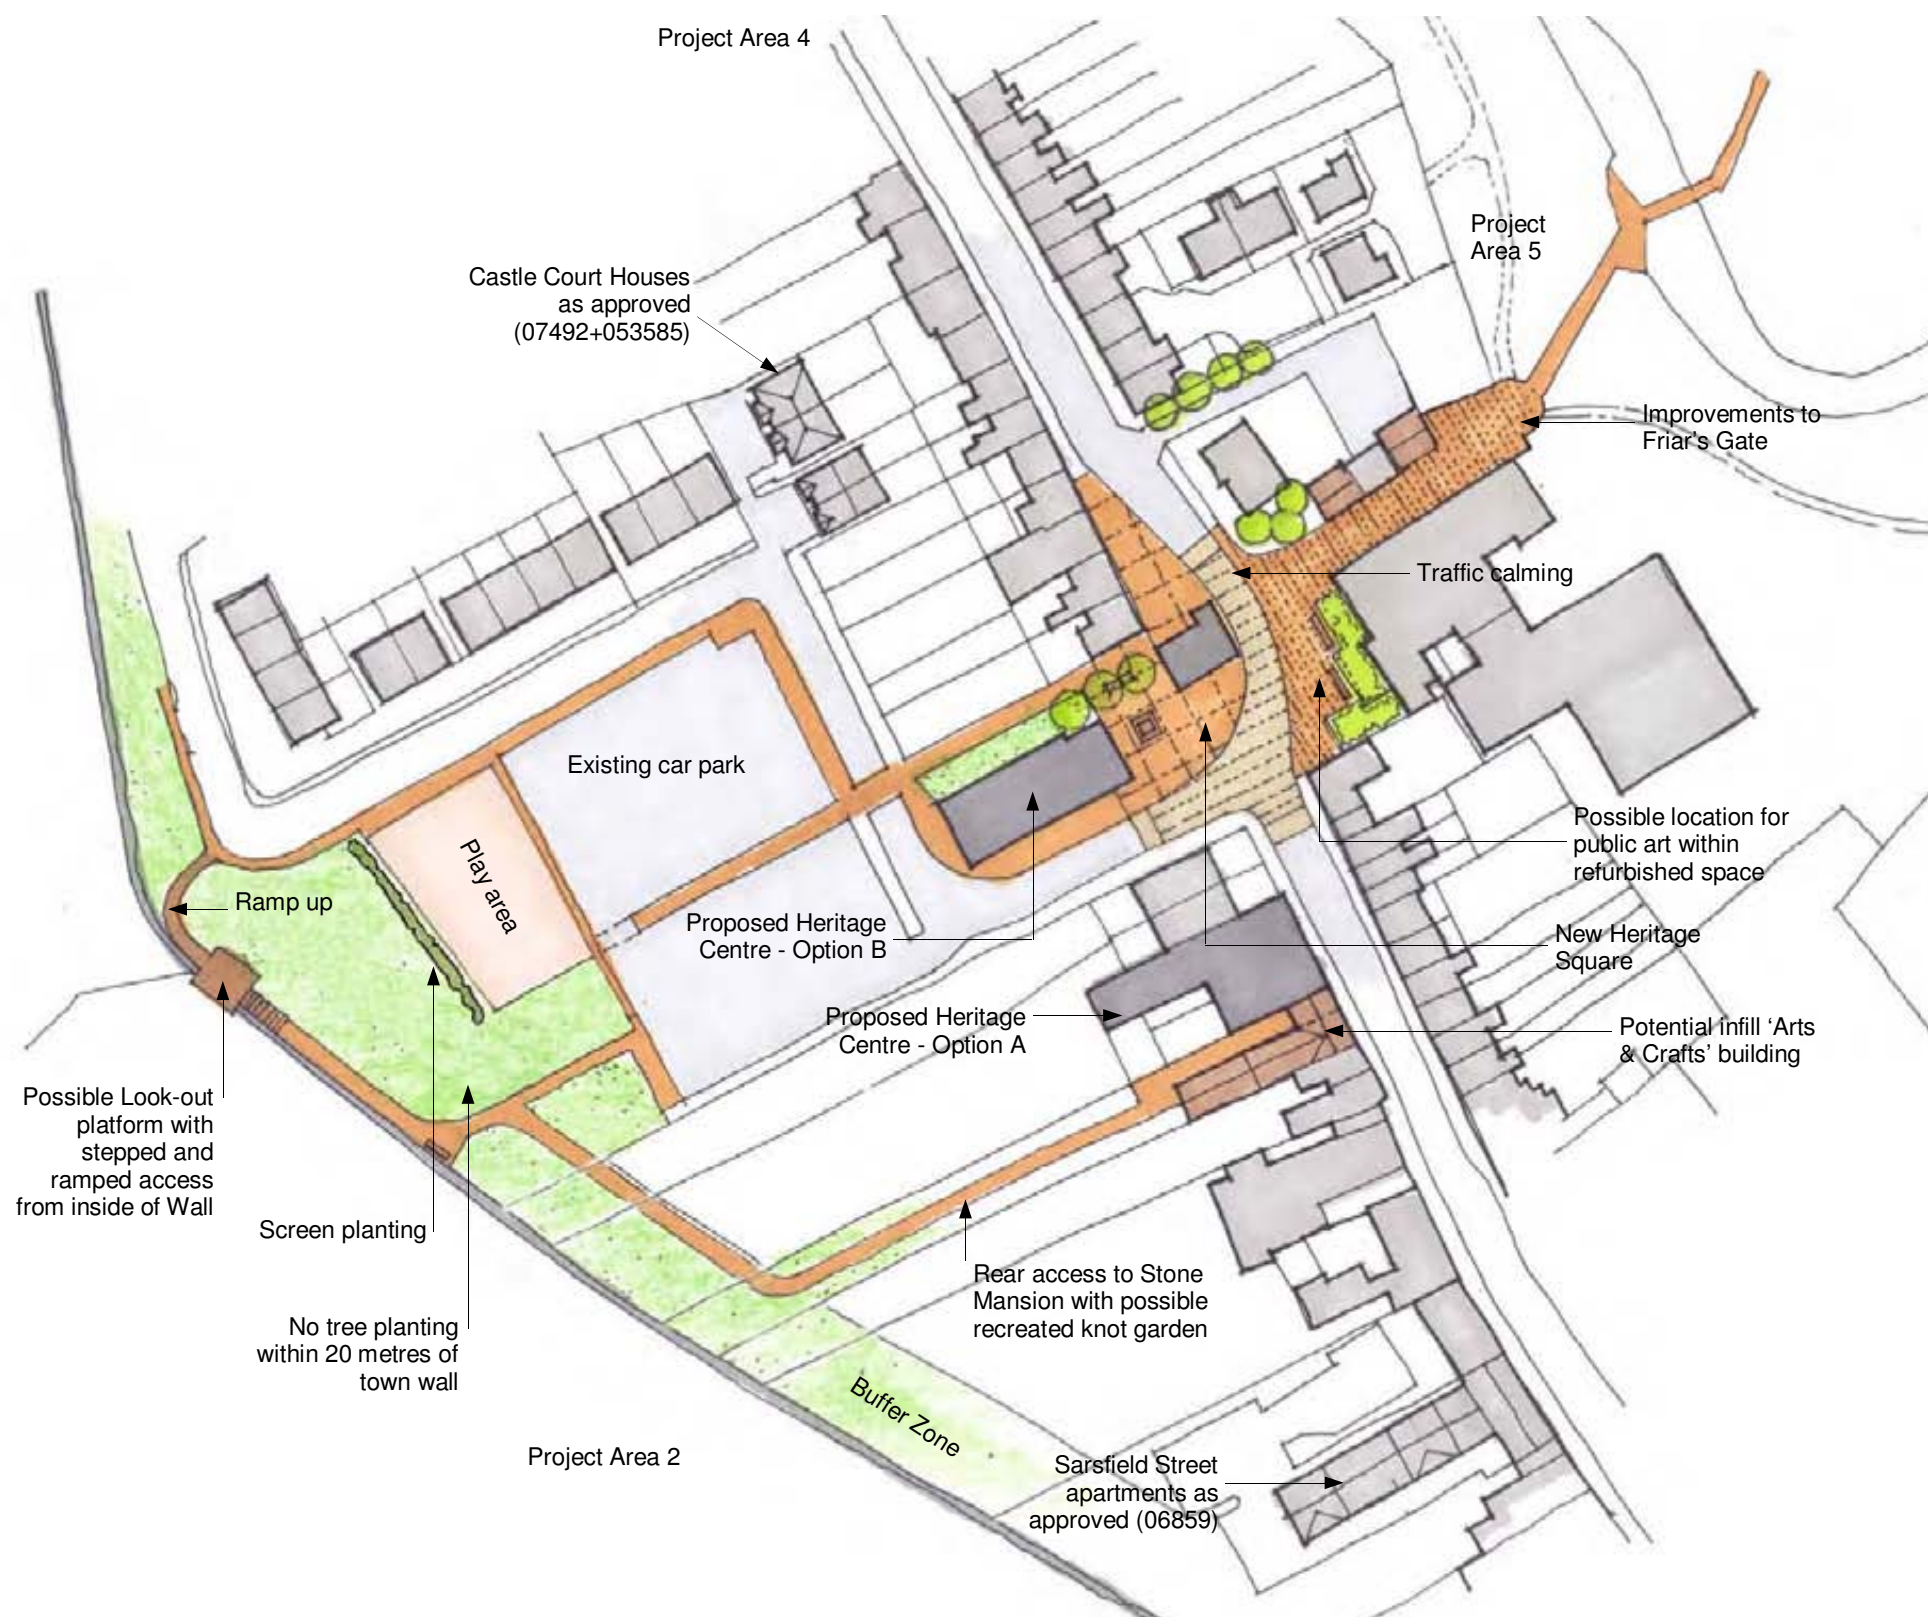 Project Area 4
Project
Area 5
Castle Court Houses
as approved
(07492+053585)
Improvements to
Friar's Gate
Traffic calming
Existing car park
Play area
Possible location for
public art within
refurbished space
Ramp up
Proposed Heritage
Centre - Option B
New Heritage
Square
Proposed Heritage
Centre - Option A
Potential infill ‘Arts
& Crafts’ building
Possible Look-out
platform with
stepped and
ramped access
from inside of Wall
Screen planting
Rear access to Stone
Mansion with possible
recreated knot garden
No tree planting
within 20 metres of
town wall
Buffer Zone
Project Area 2
Sarsfield Street
apartments as
approved (06859)